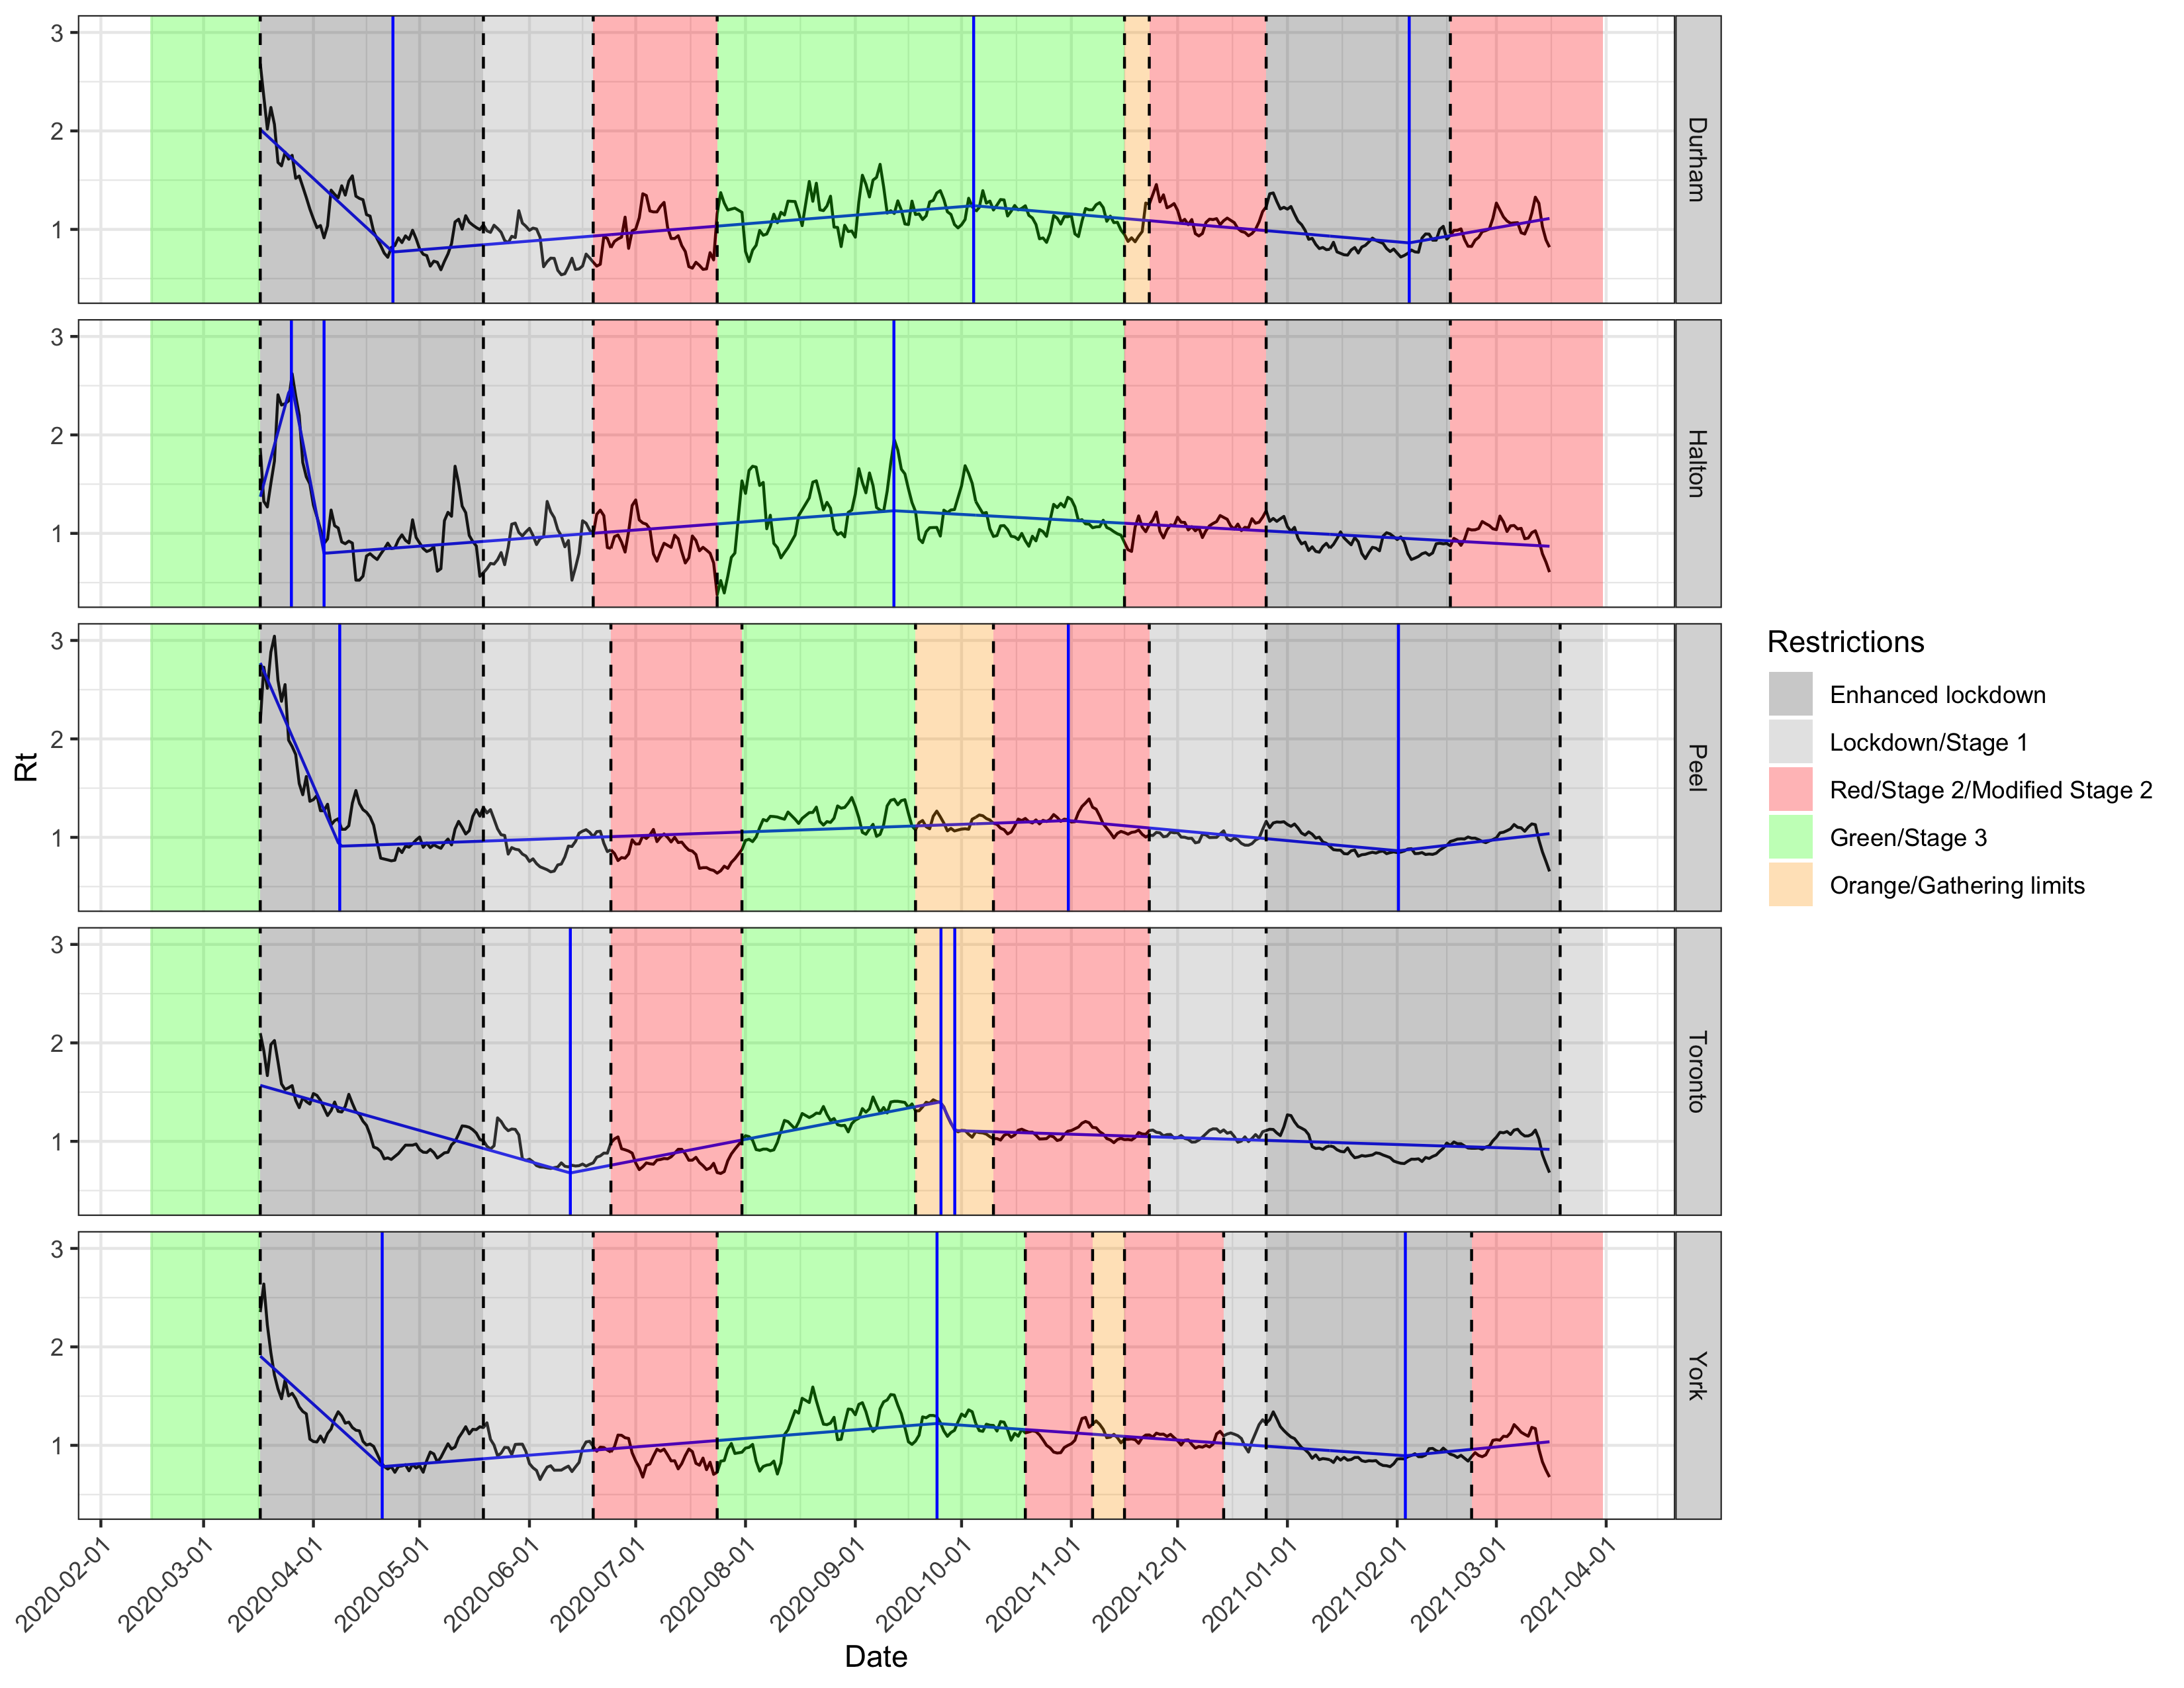 3
2
1
Durham
3
2
1
Halton
3
2
1
Peel
3
2
1
Toronto
3
2
1
York
Rt
2020-02-01
2020-03-01
2020-04-01
2020-05-01
2020-06-01
2020-07-01
2020-08-01
2020-09-01
2020-10-01
2020-11-01
2020-12-01
2021-01-01
2021-02-01
2021-03-01
2021-04-01
Date
Restrictions
Enhanced lockdown
Lockdown/Stage 1
Red/Stage 2/Modified Stage 2
Green/Stage 3
Orange/Gathering limits